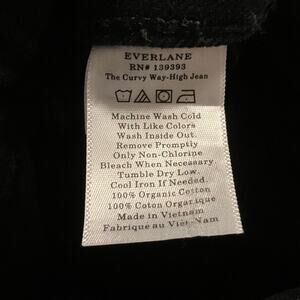 EVERLANE
RN# 139393
The Curvy Way-High Jean
Machine Wash Cold
With Like Colors
Wash Inside Out.
Remove Promptly
Only Non-Chlorine
Bleach When Necessary
Tumble Dry Low.
Cool Iron If Needed.
100% Organic Cotton
100% Coton Organique
Made in Vietnam
Fabrique au Viet-Nam